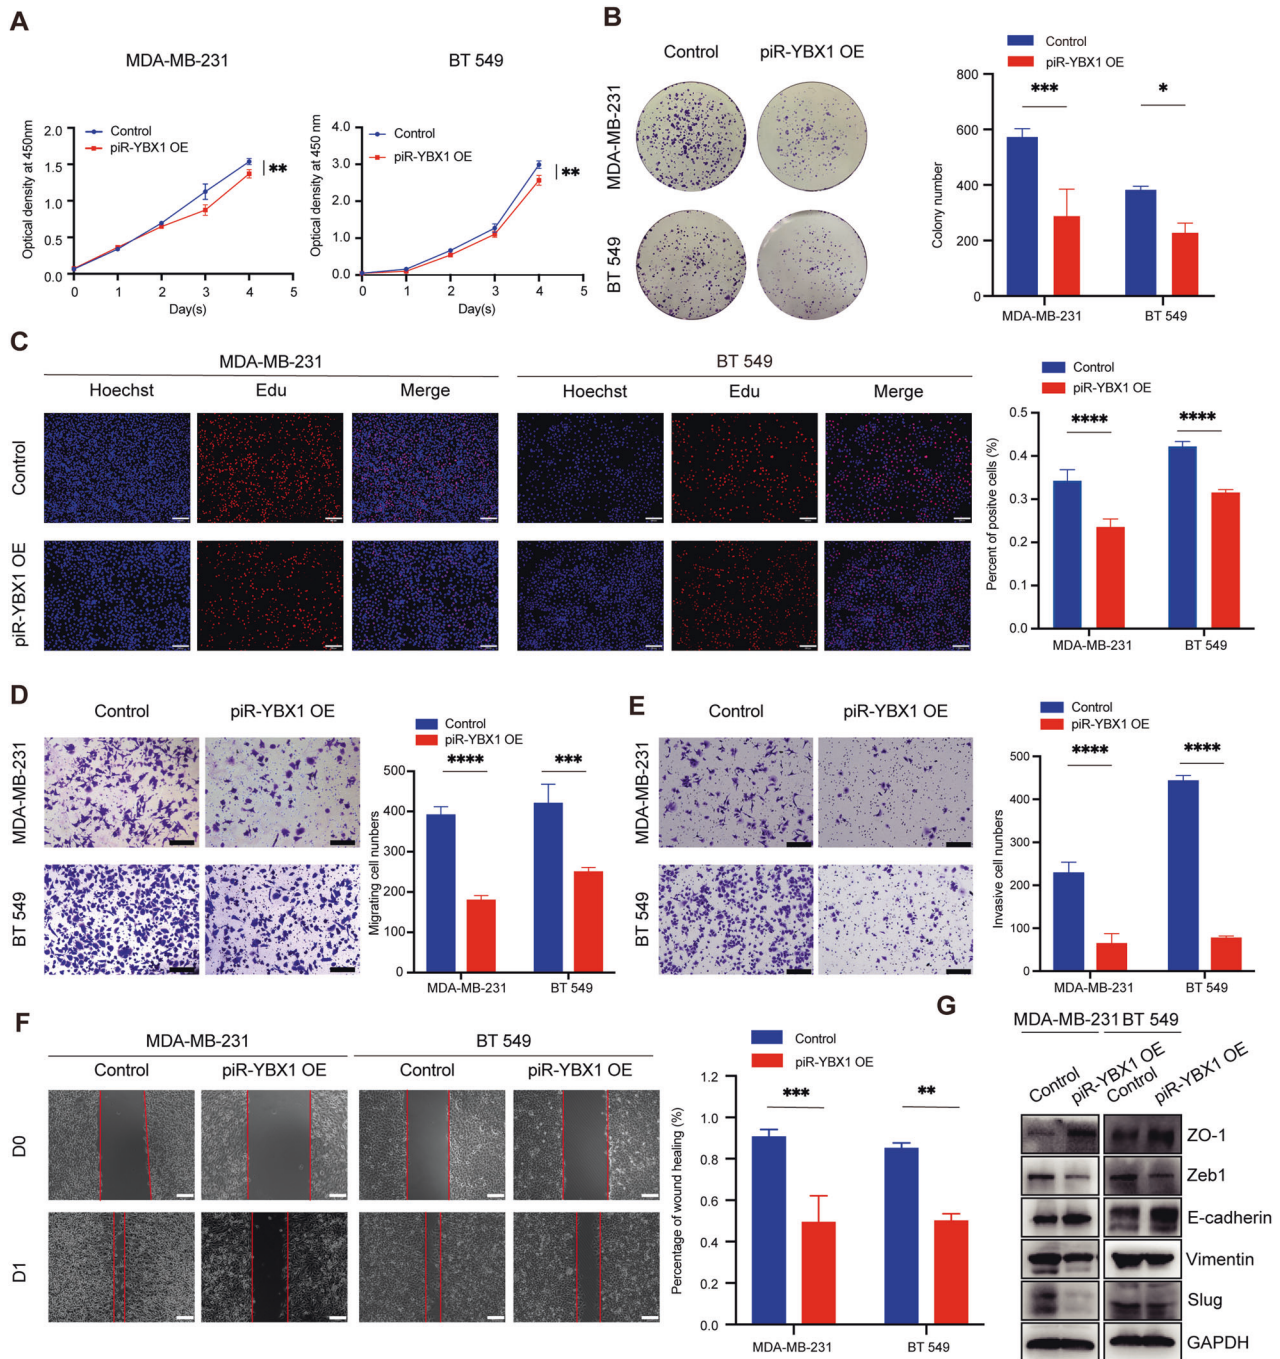 A
MDA-MB-231
BT 549
Optical density at 450nm
2.0
1.5
1.0
0.5
0.0
Control
piR-YBX1 OE
**
0 1 2 3 4 5
Day(s)
Optical density at 450 nm
4.0
3.0
2.0
1.0
0.0
Control
piR-YBX1 OE
**
0 1 2 3 4 5
Day(s)
B
Control piR-YBX1 OE
MDA-MB-231
BT 549
Control
piR-YBX1 OE
Colony number
800
600
400
200
0
*** *
MDA-MB-231 BT 549
C
MDA-MB-231 BT 549
Hoechst Edu Merge Hoechst Edu Merge
Control
piR-YBX1 OE
Control
piR-YBX1 OE
Percent of positve cells (%)
0.5
0.4
0.3
0.2
0.1
0.0
**** ****
MDA-MB-231 BT 549
D
Control piR-YBX1 OE
MDA-MB-231
BT 549
Control
piR-YBX1 OE
Migrating cell numbers
500
400
300
200
100
0
**** ***
MDA-MB-231 BT 549
E
Control piR-YBX1 OE
MDA-MB-231
BT 549
Control
piR-YBX1 OE
Invasive cell numbers
500
400
300
200
100
0
**** ****
MDA-MB-231 BT 549
F
MDA-MB-231 BT 549
Control piR-YBX1 OE Control piR-YBX1 OE
D0
D1
Control
piR-YBX1 OE
Percentage of wound healing (%)
1.2
1.0
0.8
0.6
0.4
0.2
0.0
*** **
MDA-MB-231 BT 549
G
MDA-MB-231 BT 549
Control piR-YBX1 OE Control piR-YBX1 OE
ZO-1
Zeb1
E-cadherin
Vimentin
Slug
GAPDH